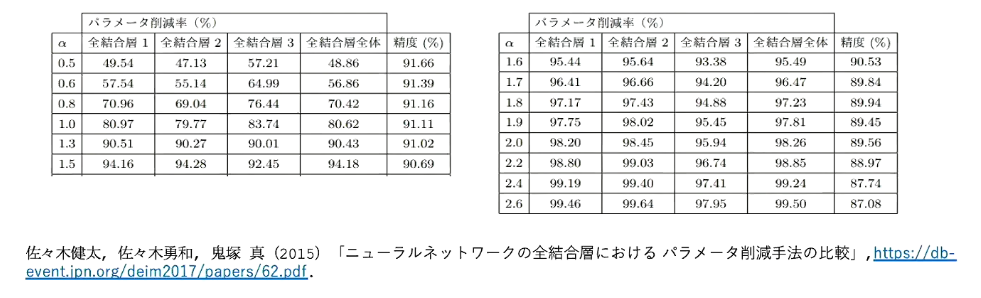 パラメータ削減率（%）
α 全結合層 1 全結合層 2 全結合層 3 全結合層全体 精度 (%)
0.5 49.54 47.13 57.21 48.86 91.66
0.6 57.54 55.14 64.99 56.86 91.39
0.8 70.96 69.04 76.44 70.42 91.16
1.0 80.97 79.77 83.74 80.62 91.11
1.3 90.51 90.27 90.01 90.43 91.02
1.5 94.16 94.28 92.45 94.18 90.69
パラメータ削減率（%）
α 全結合層 1 全結合層 2 全結合層 3 全結合層全体 精度 (%)
1.6 95.44 95.64 93.38 95.49 90.53
1.7 96.41 96.66 94.20 96.47 89.84
1.8 97.17 97.43 94.88 97.23 89.94
1.9 97.75 98.02 95.45 97.81 89.45
2.0 98.20 98.45 95.94 98.26 89.56
2.2 98.80 99.03 96.74 98.85 88.97
2.4 99.19 99.40 97.41 99.24 87.74
2.6 99.46 99.64 97.95 99.50 87.08
佐々木健太, 佐々木勇和, 鬼塚 真（2015）「ニューラルネットワークの全結合層における パラメータ削減手法の比較」, https://db-
event.jpn.org/deim2017/papers/62.pdf.